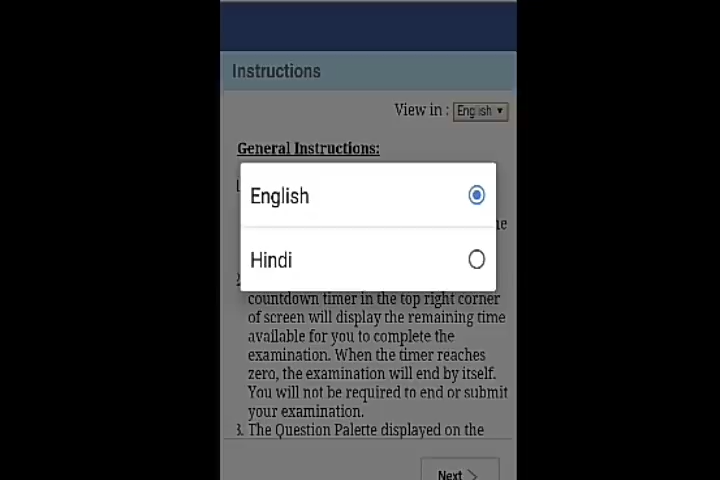 Instructions
View in : English
General Instructions:
English
Hindi
countdown timer in the top right corner
of screen will display the remaining time
available for you to complete the
examination. When the timer reaches
zero, the examination will end by itself.
You will not be required to end or submit
your examination.
3. The Question Palette displayed on the
Next